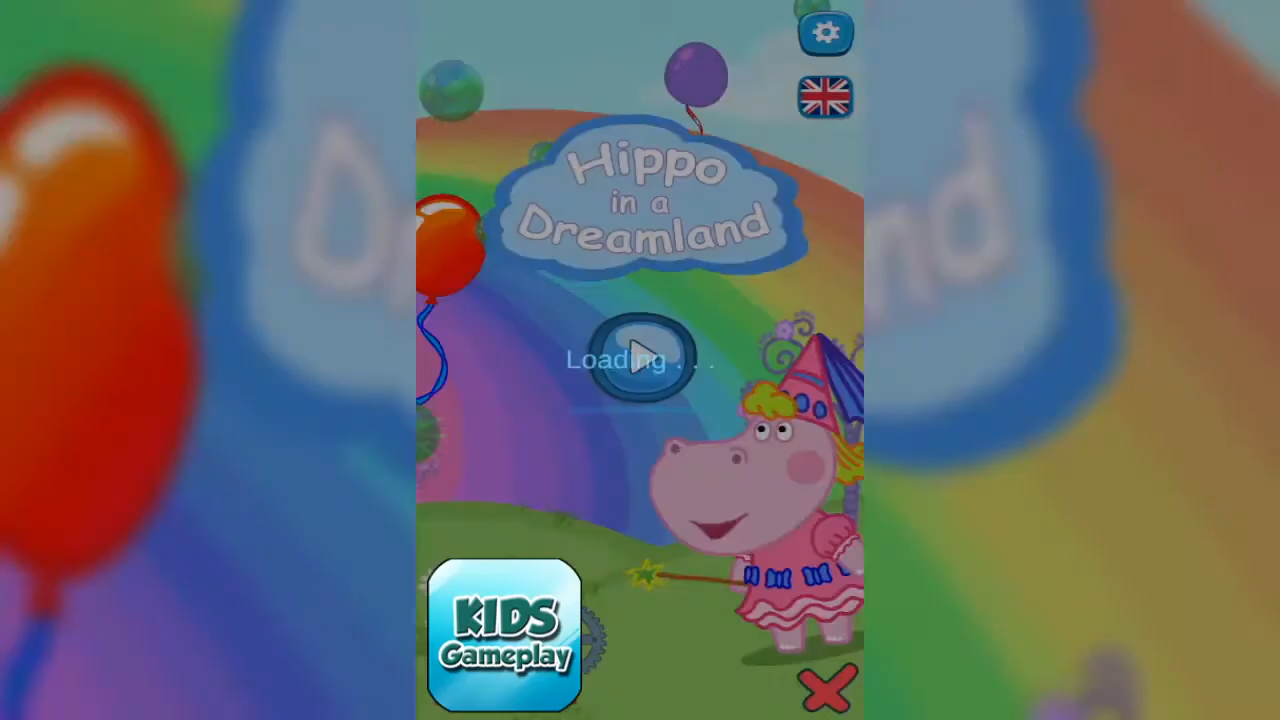 Hippo
in a
Dreamland
Loading . . .
KIDS
Gameplay